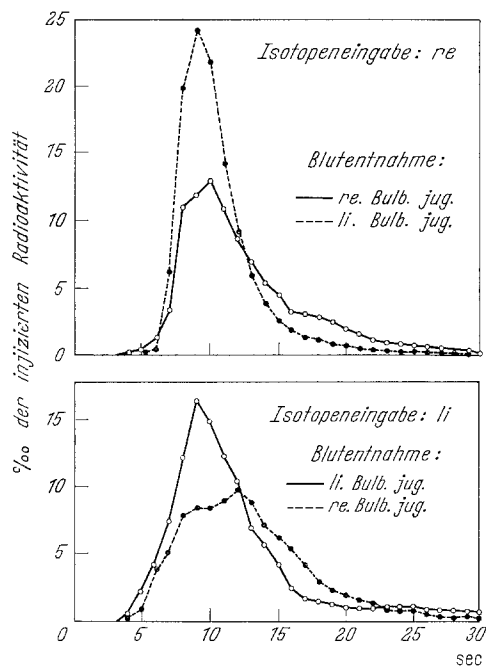 ‰ der injizierten Radioaktivität
25
20
15
10
5
0
Isotopeneingabe: re
Blutentnahme:
re. Bulb. jug.
li. Bulb. jug.
15
10
5
0
Isotopeneingabe: li
Blutentnahme:
li. Bulb. jug.
re. Bulb. jug.
5
10
15
20
25
30
sec